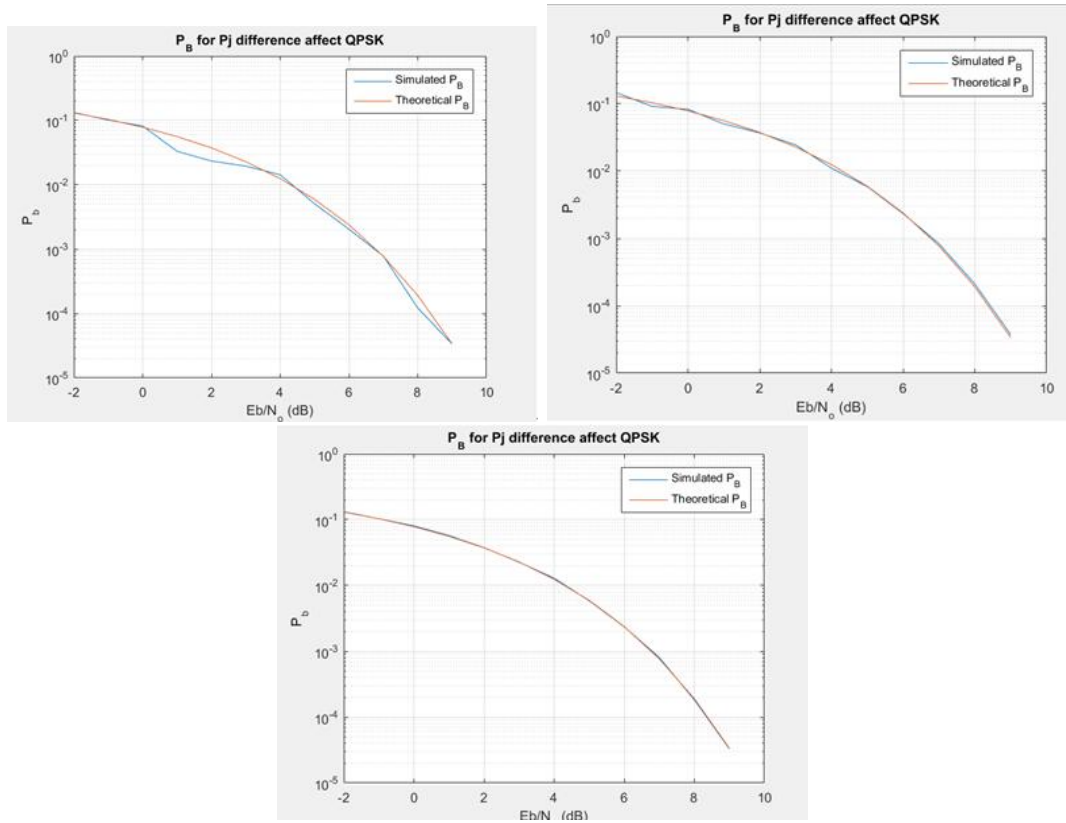 P_B for Pj difference affect QPSK
Simulated P_B
Theoretical P_B
10^0
10^-1
10^-2
10^-3
10^-4
10^-5
P_b
-2 0 2 4 6 8 10
Eb/N_o (dB)
P_B for Pj difference affect QPSK
Simulated P_B
Theoretical P_B
10^0
10^-1
10^-2
10^-3
10^-4
10^-5
P_b
-2 0 2 4 6 8 10
Eb/N_o (dB)
P_B for Pj difference affect QPSK
Simulated P_B
Theoretical P_B
10^0
10^-1
10^-2
10^-3
10^-4
10^-5
P_b
-2 0 2 4 6 8 10
Eb/N (dB)